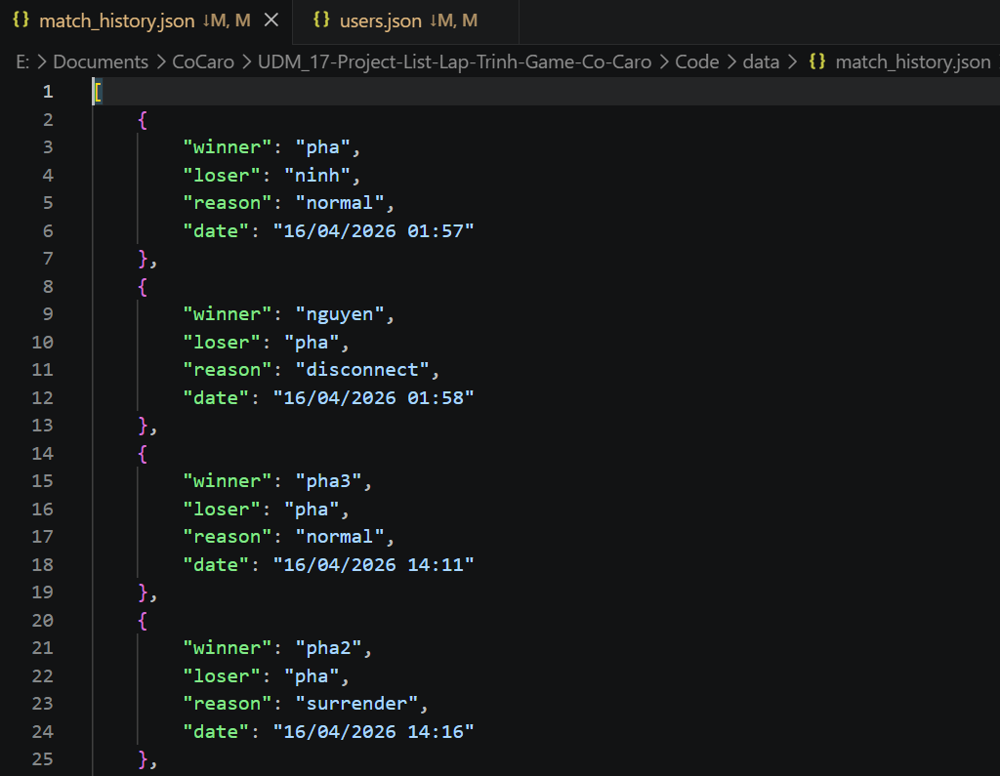 {} match_history.json ↓M, M ×  {} users.json ↓M, M
E: > Documents > CoCaro > UDM_17-Project-List-Lap-Trinh-Game-Co-Caro > Code > data > {} match_history.json
1 [
2     {
3         "winner": "pha",
4         "loser": "ninh",
5         "reason": "normal",
6         "date": "16/04/2026 01:57"
7     },
8     {
9         "winner": "nguyen",
10         "loser": "pha",
11         "reason": "disconnect",
12         "date": "16/04/2026 01:58"
13     },
14     {
15         "winner": "pha3",
16         "loser": "pha",
17         "reason": "normal",
18         "date": "16/04/2026 14:11"
19     },
20     {
21         "winner": "pha2",
22         "loser": "pha",
23         "reason": "surrender",
24         "date": "16/04/2026 14:16"
25     },